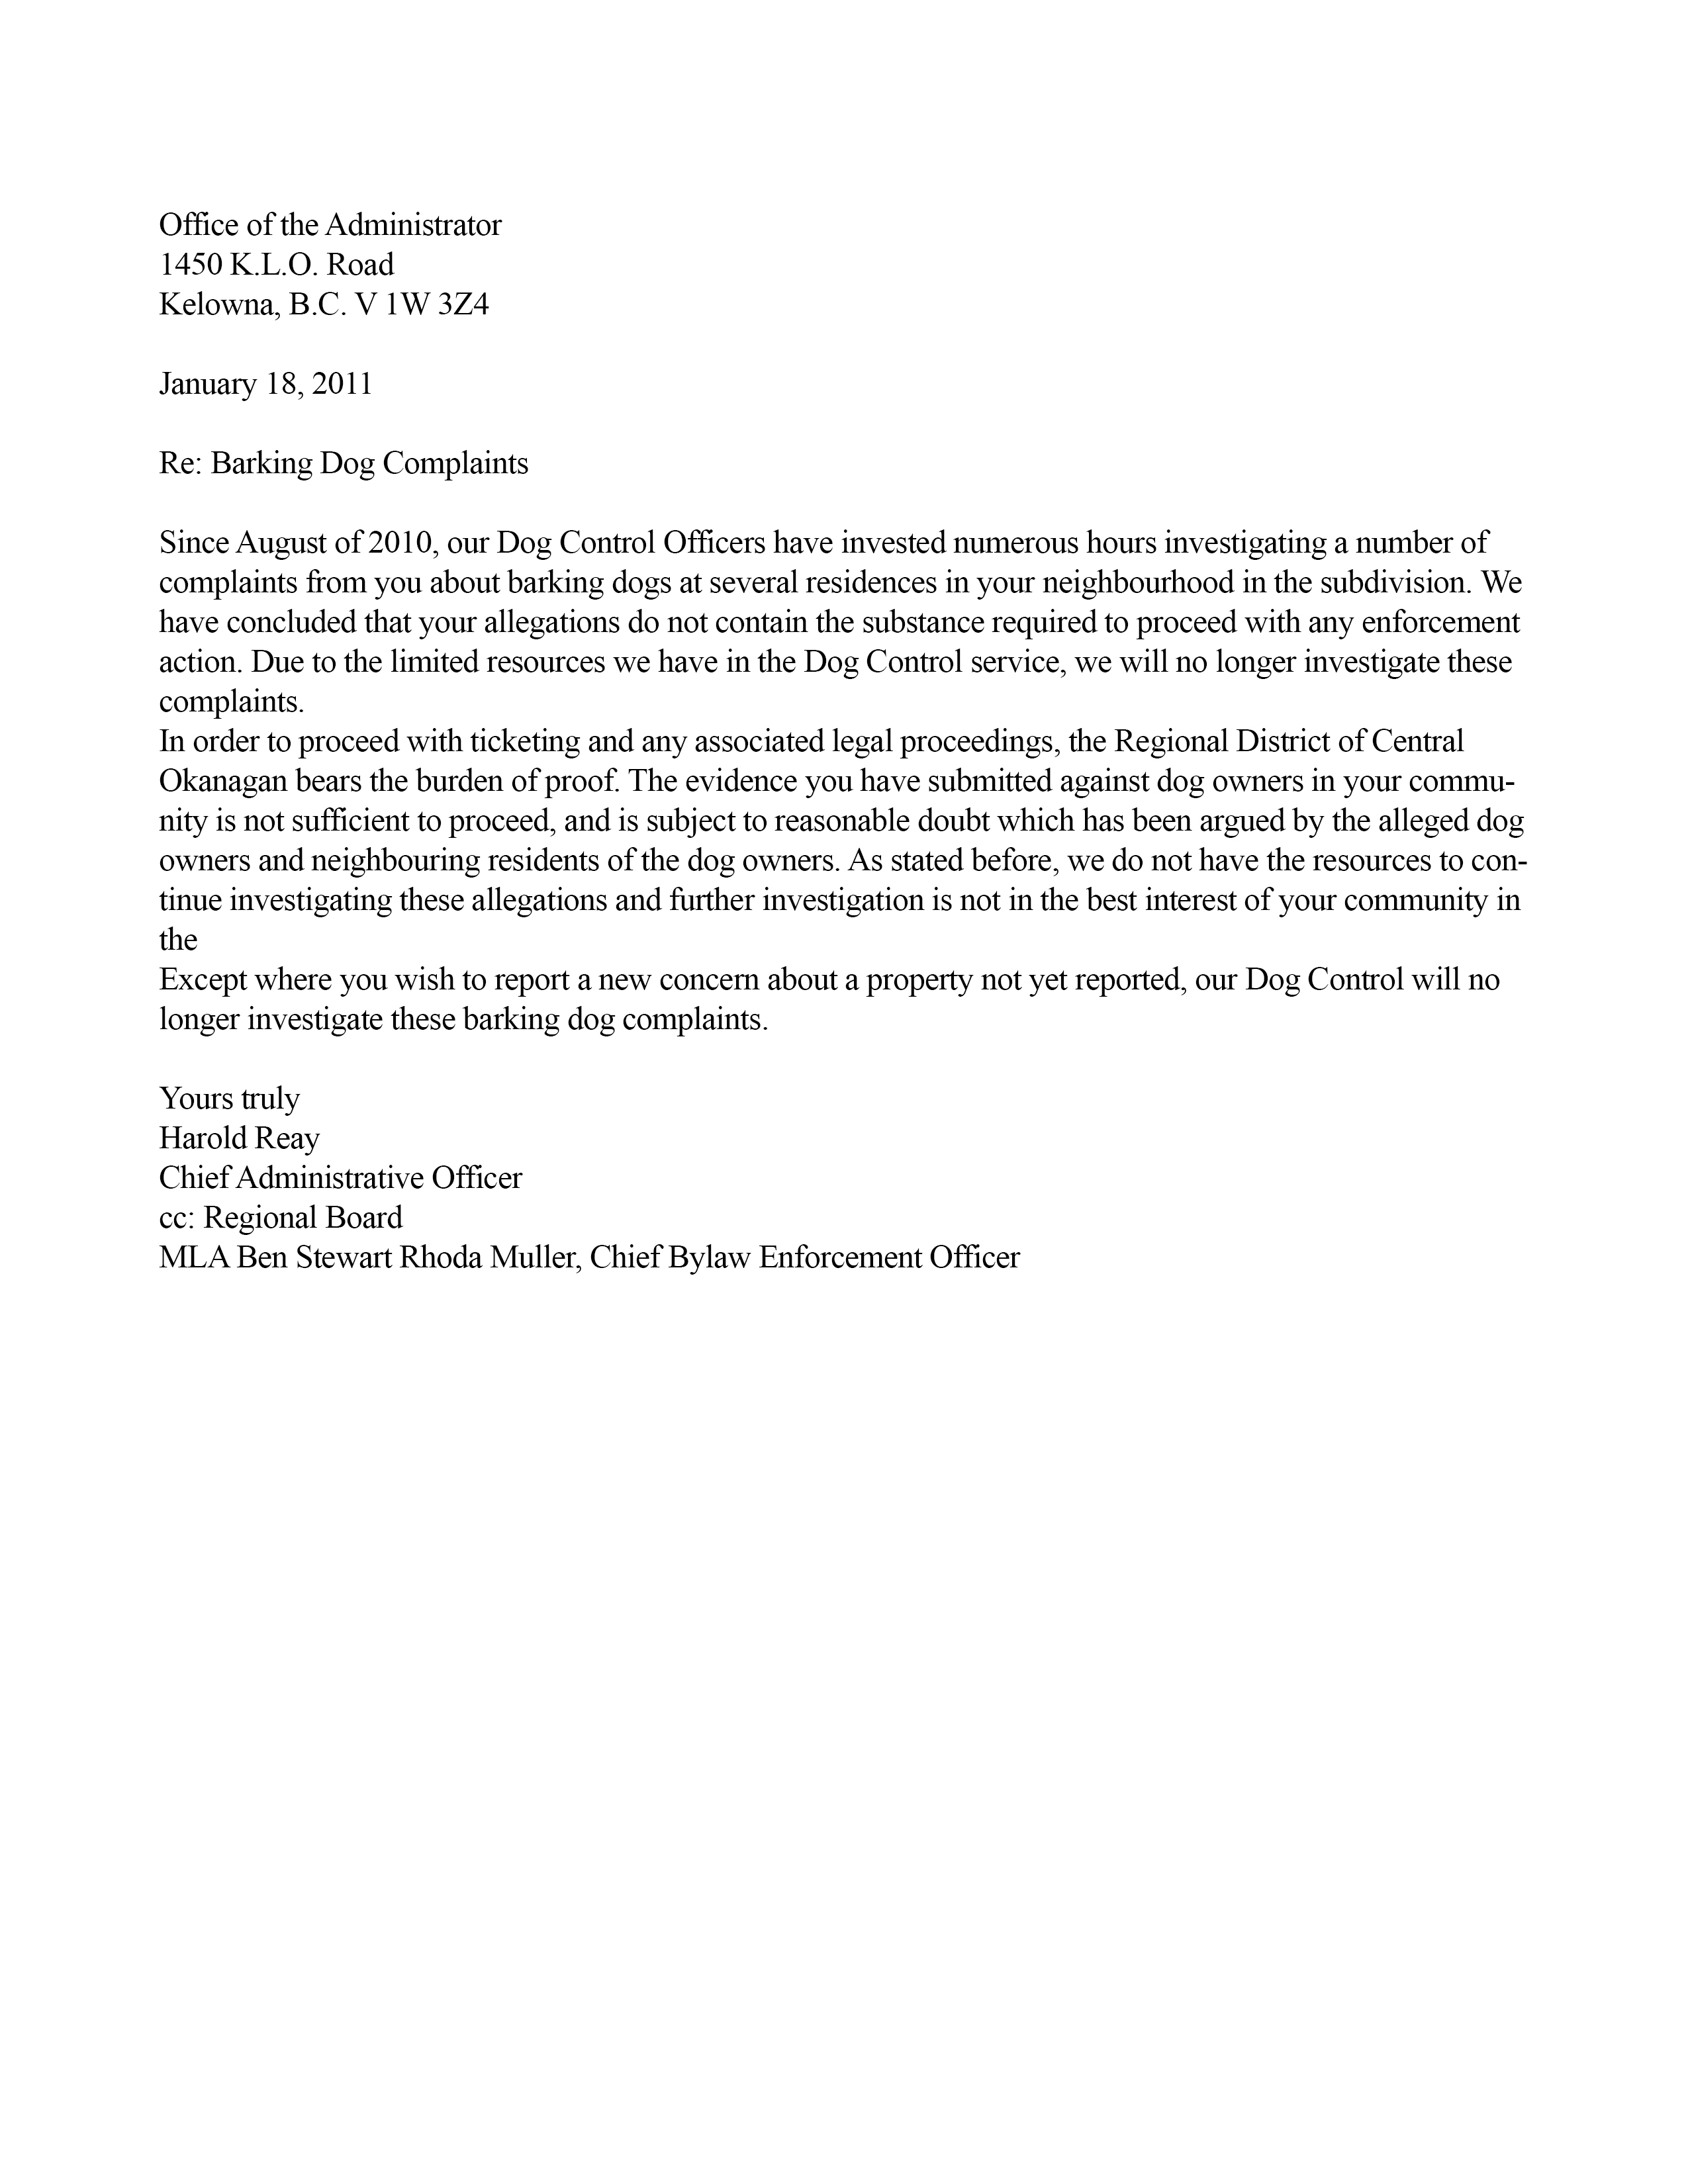 Office of the Administrator
1450 K.L.O. Road
Kelowna, B.C. V 1W 3Z4
January 18, 2011
Re: Barking Dog Complaints
Since August of 2010, our Dog Control Officers have invested numerous hours investigating a number of
complaints from you about barking dogs at several residences in your neighbourhood in the subdivision. We
have concluded that your allegations do not contain the substance required to proceed with any enforcement
action. Due to the limited resources we have in the Dog Control service, we will no longer investigate these
complaints.
In order to proceed with ticketing and any associated legal proceedings, the Regional District of Central
Okanagan bears the burden of proof. The evidence you have submitted against dog owners in your commu-
nity is not sufficient to proceed, and is subject to reasonable doubt which has been argued by the alleged dog
owners and neighbouring residents of the dog owners. As stated before, we do not have the resources to con-
tinue investigating these allegations and further investigation is not in the best interest of your community in
the
Except where you wish to report a new concern about a property not yet reported, our Dog Control will no
longer investigate these barking dog complaints.
Yours truly
Harold Reay
Chief Administrative Officer
cc: Regional Board
MLA Ben Stewart Rhoda Muller, Chief Bylaw Enforcement Officer